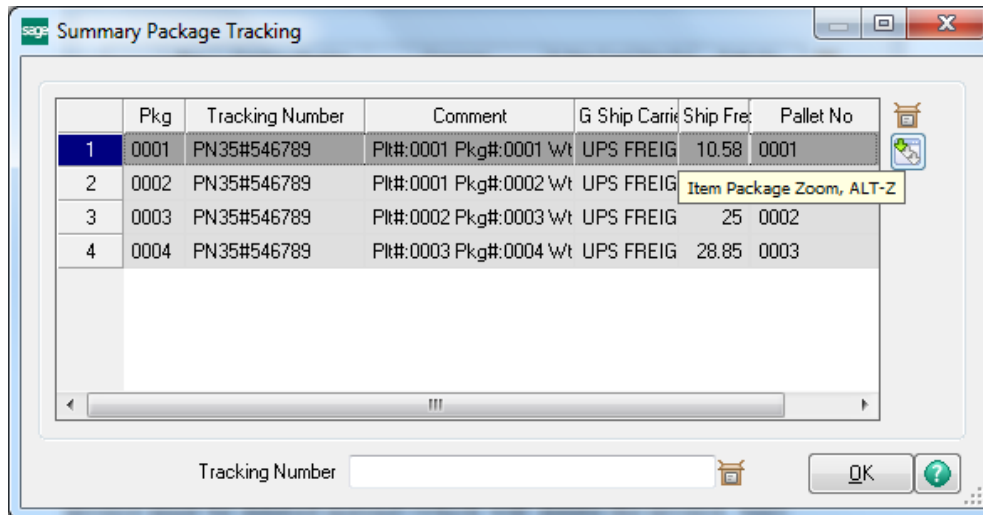 sage Summary Package Tracking
Pkg Tracking Number Comment G Ship Carrie Ship Fre Pallet No
1 0001 PN35#546789 Plt#:0001 Pkg#:0001 Wt UPS FREIG 10.58 0001
2 0002 PN35#546789 Plt#:0001 Pkg#:0002 Wt UPS FREIG
Item Package Zoom, ALT-Z
3 0003 PN35#546789 Plt#:0002 Pkg#:0003 Wt UPS FREIG 25 0002
4 0004 PN35#546789 Plt#:0003 Pkg#:0004 Wt UPS FREIG 28.85 0003
Tracking Number
OK
?